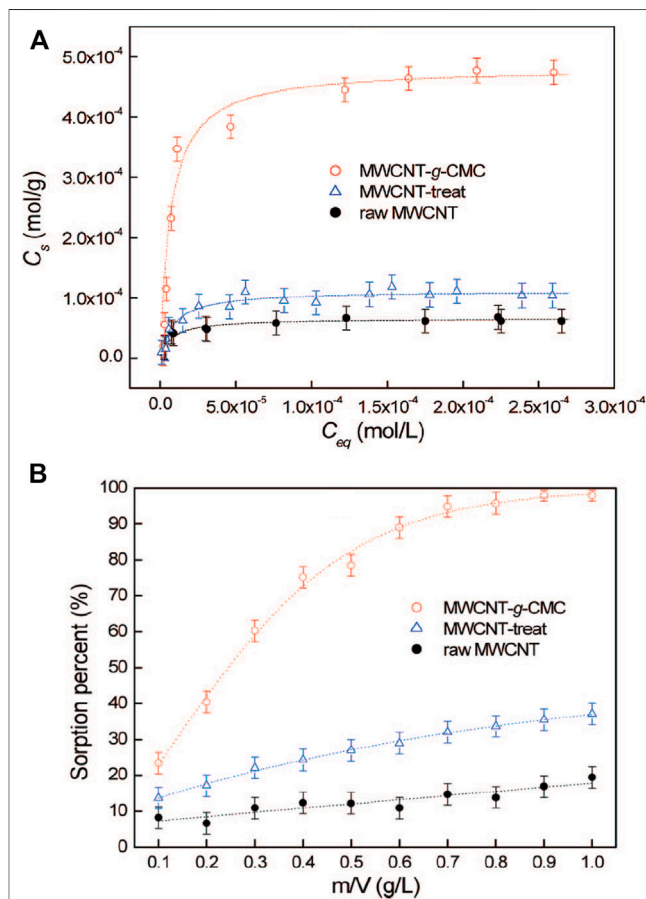 A
5.0x10⁻⁴
4.0x10⁻⁴
3.0x10⁻⁴
2.0x10⁻⁴
1.0x10⁻⁴
0.0
Cₛ (mol/g)
MWCNT-g-CMC
MWCNT-treat
raw MWCNT
0.0 5.0x10⁻⁵ 1.0x10⁻⁴ 1.5x10⁻⁴ 2.0x10⁻⁴ 2.5x10⁻⁴ 3.0x10⁻⁴
C_eq (mol/L)
B
100
90
80
70
60
50
40
30
20
10
0
Sorption percent (%)
MWCNT-g-CMC
MWCNT-treat
raw MWCNT
0.1 0.2 0.3 0.4 0.5 0.6 0.7 0.8 0.9 1.0
m/V (g/L)